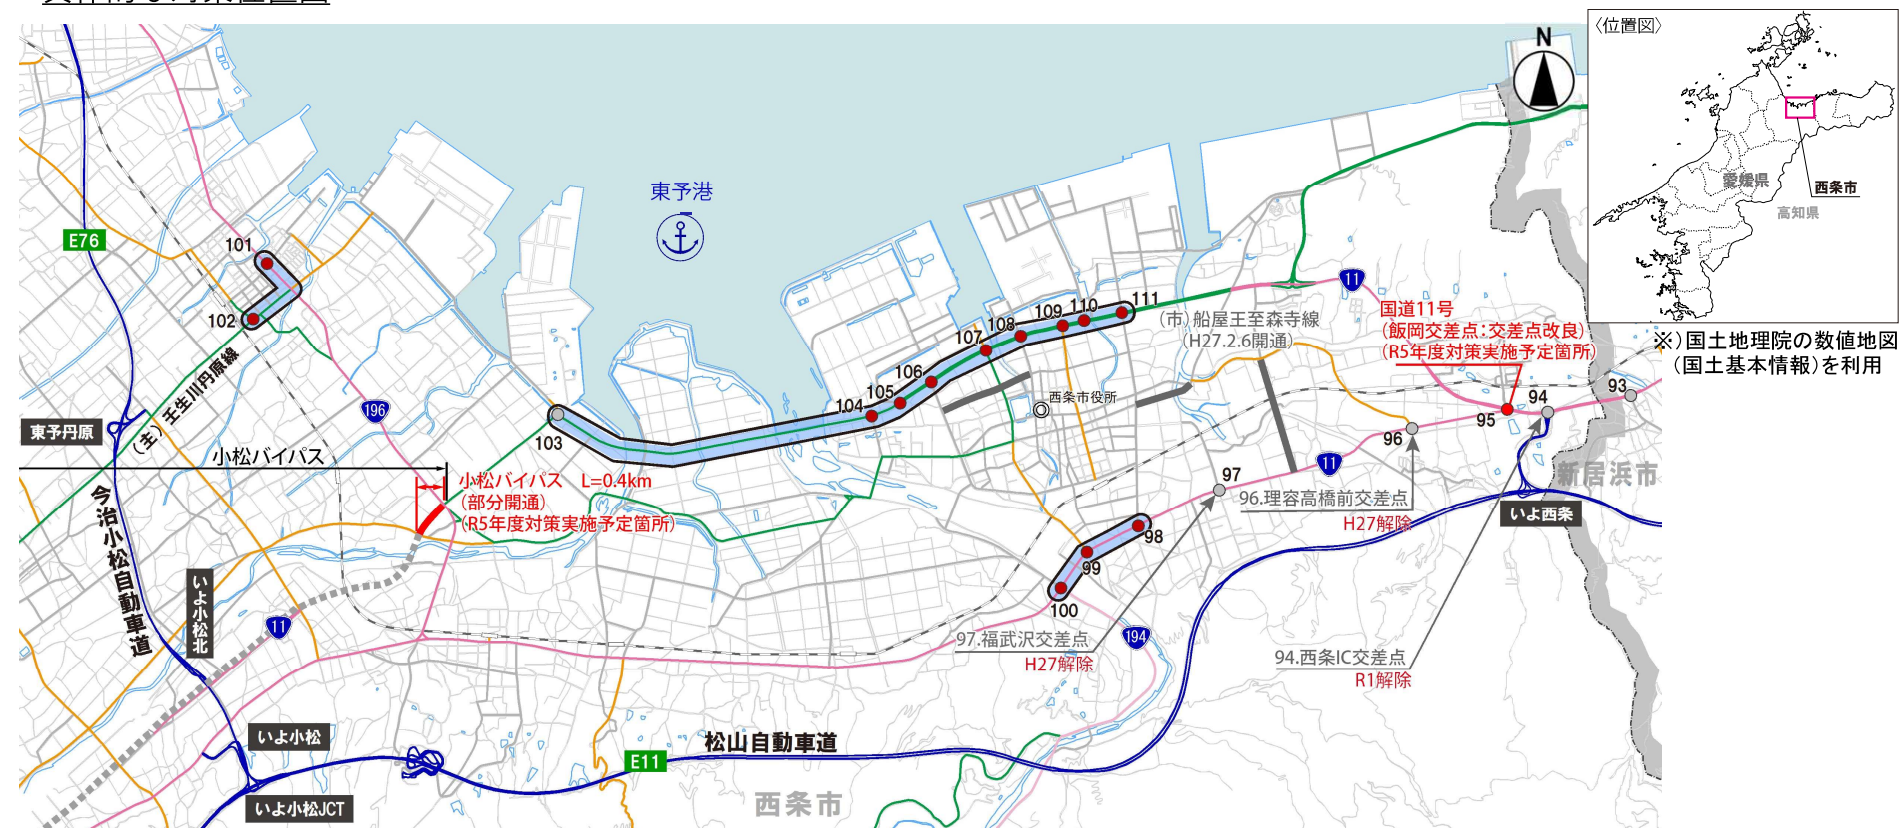 〈位置図〉
愛媛県
西条市
高知県
※)国土地理院の数値地図
(国土基本情報)を利用
N
東予港
E76
101
102
(主)壬生川丹原線
196
東予丹原
小松バイパス
小松バイパス L=0.4km
(部分開通)
(R5年度対策実施予定箇所)
今治小松自動車道
いよ小松北
11
いよ小松
いよ小松JCT
E11
松山自動車道
西条市
103
104
105
106
107
108
109
110
111
(市)船屋王至森寺線
(H27.2.6開通)
西条市役所
11
国道11号
(飯岡交差点:交差点改良)
(R5年度対策実施予定箇所)
93
94
95
96
97
98
99
100
11
96.理容高橋前交差点
H27解除
97.福武沢交差点
H27解除
194
94.西条IC交差点
R1解除
いよ西条
新居浜市